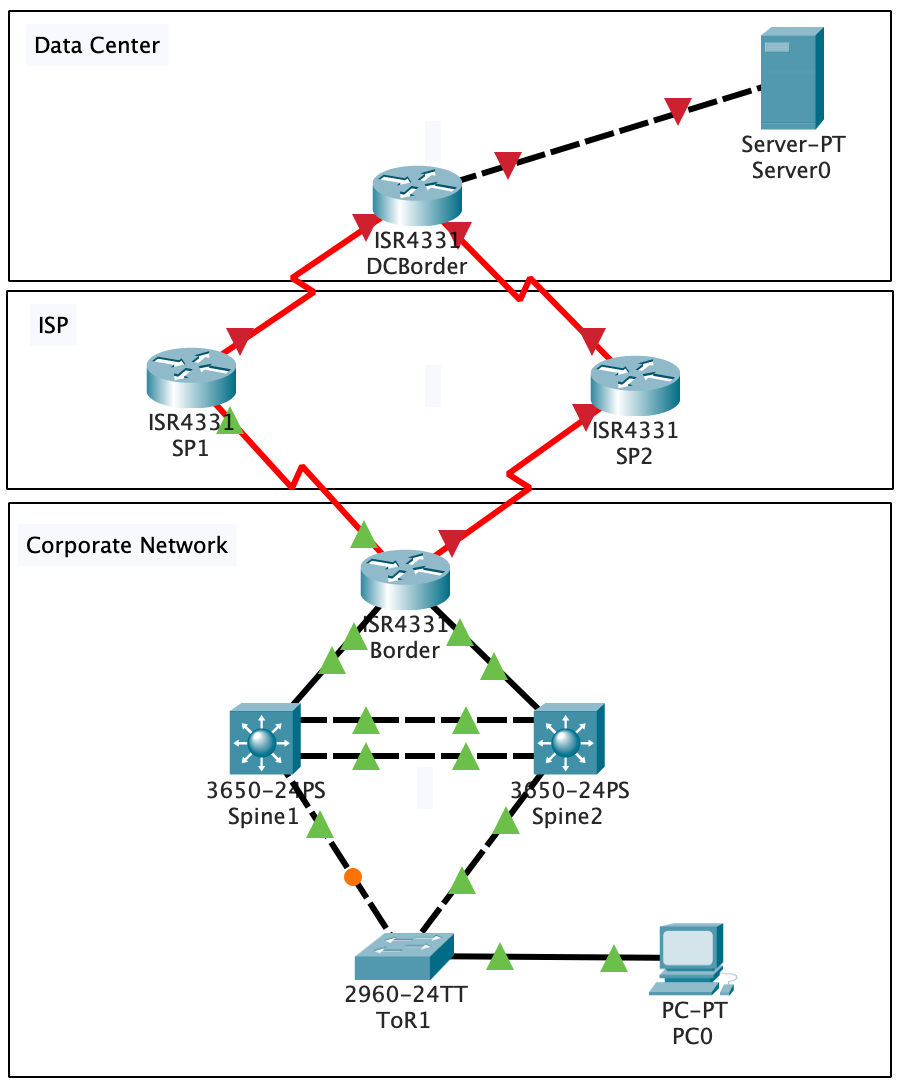 Data Center
Server-PT
Server0
ISR4331
DCBorder
ISP
ISR4331
SP1
ISR4331
SP2
Corporate Network
ISR4331
Border
3650-24PS
Spine1
3650-24PS
Spine2
2960-24TT
ToR1
PC-PT
PC0